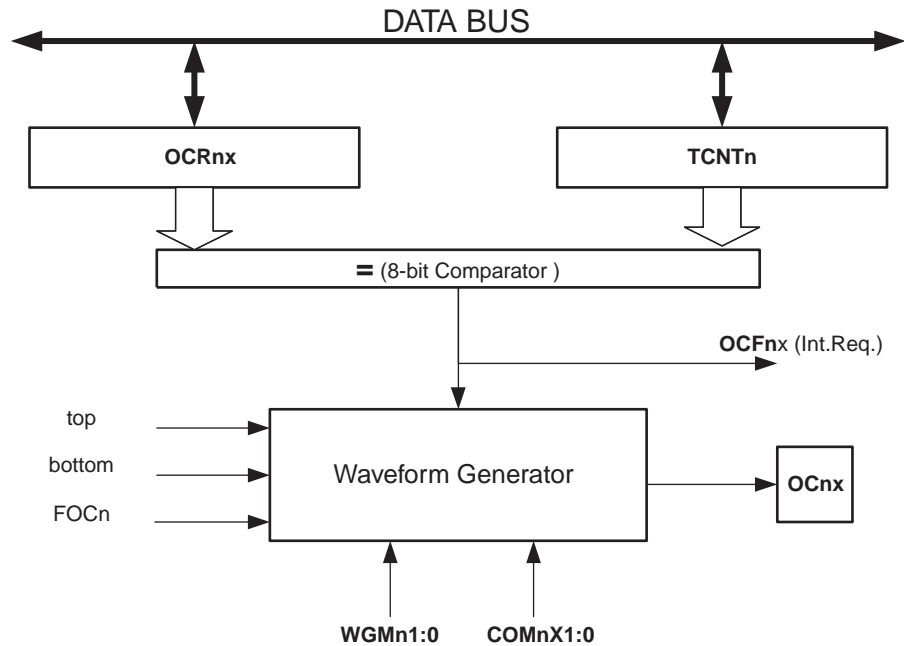 DATA BUS
OCRnx
TCNTn
= (8-bit Comparator )
OCFnx (Int.Req.)
top
bottom
FOCn
Waveform Generator
OCnx
WGMn1:0
COMnX1:0